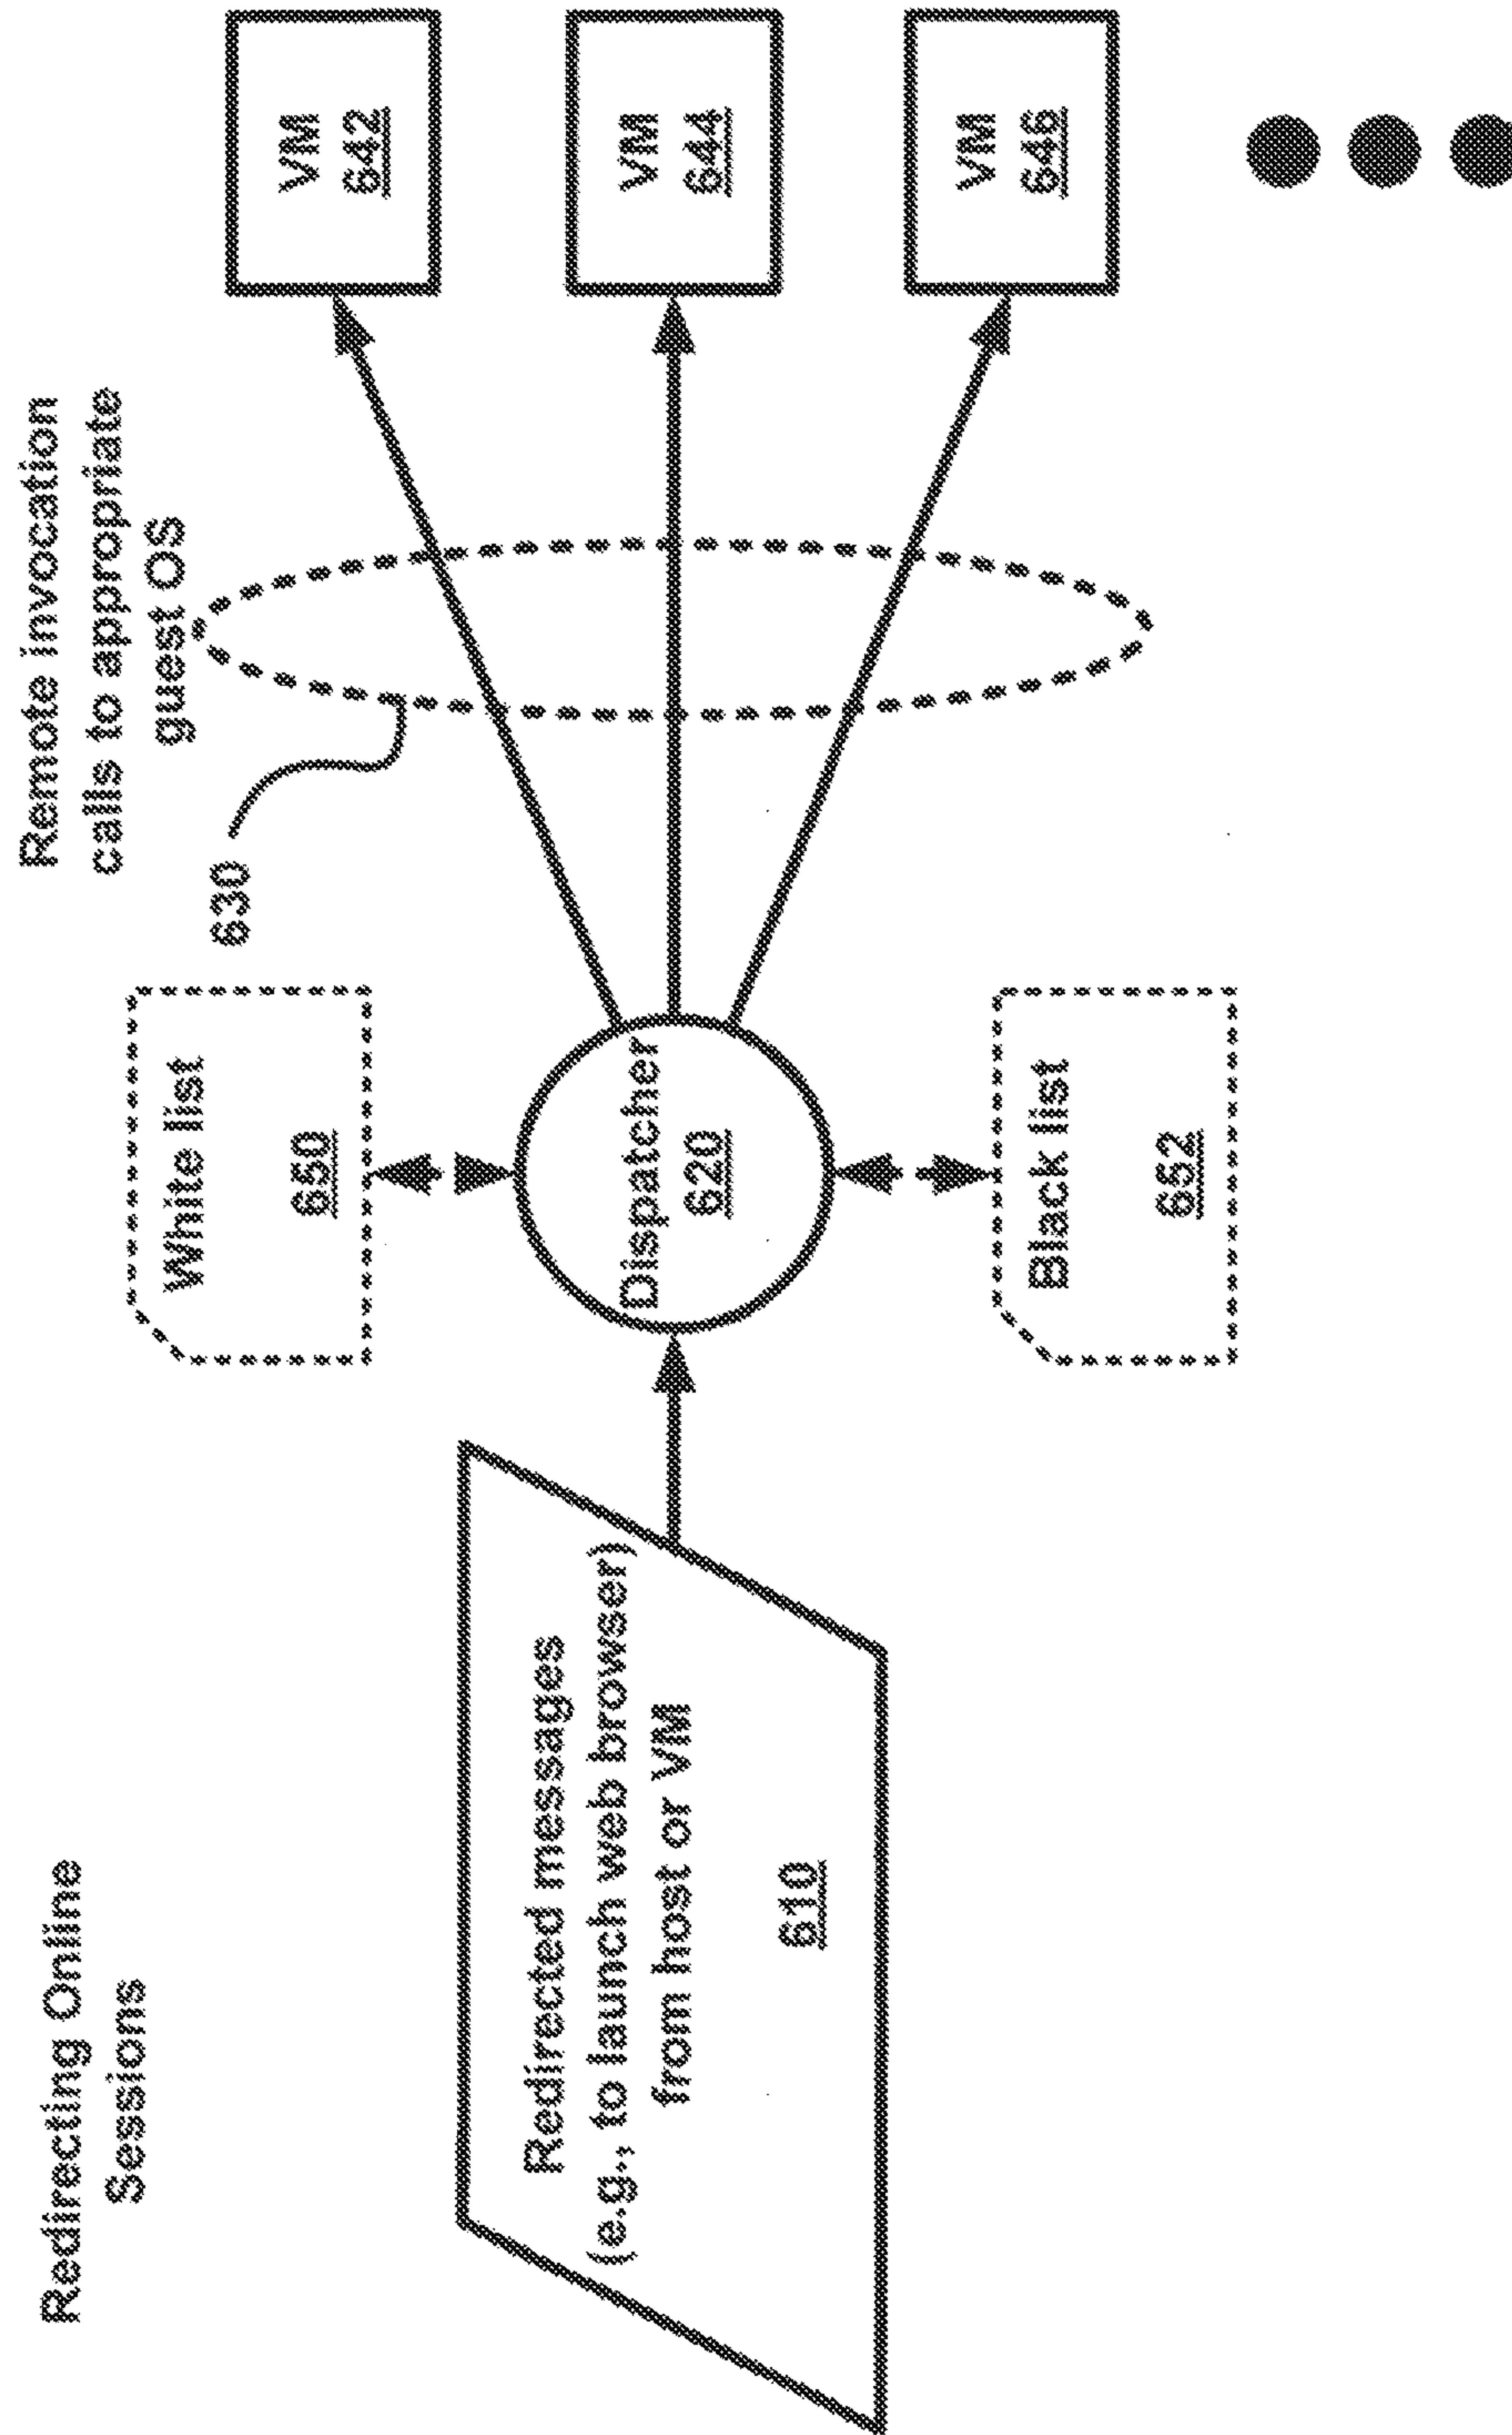 Redirecting Online
Sessions
Redirected messages
(e.g., to launch web browser)
from host or VM
610
White list
650
Dispatcher
620
Black list
652
630
Remote invocation
calls to appropriate
guest OS
VM
642
VM
644
VM
646